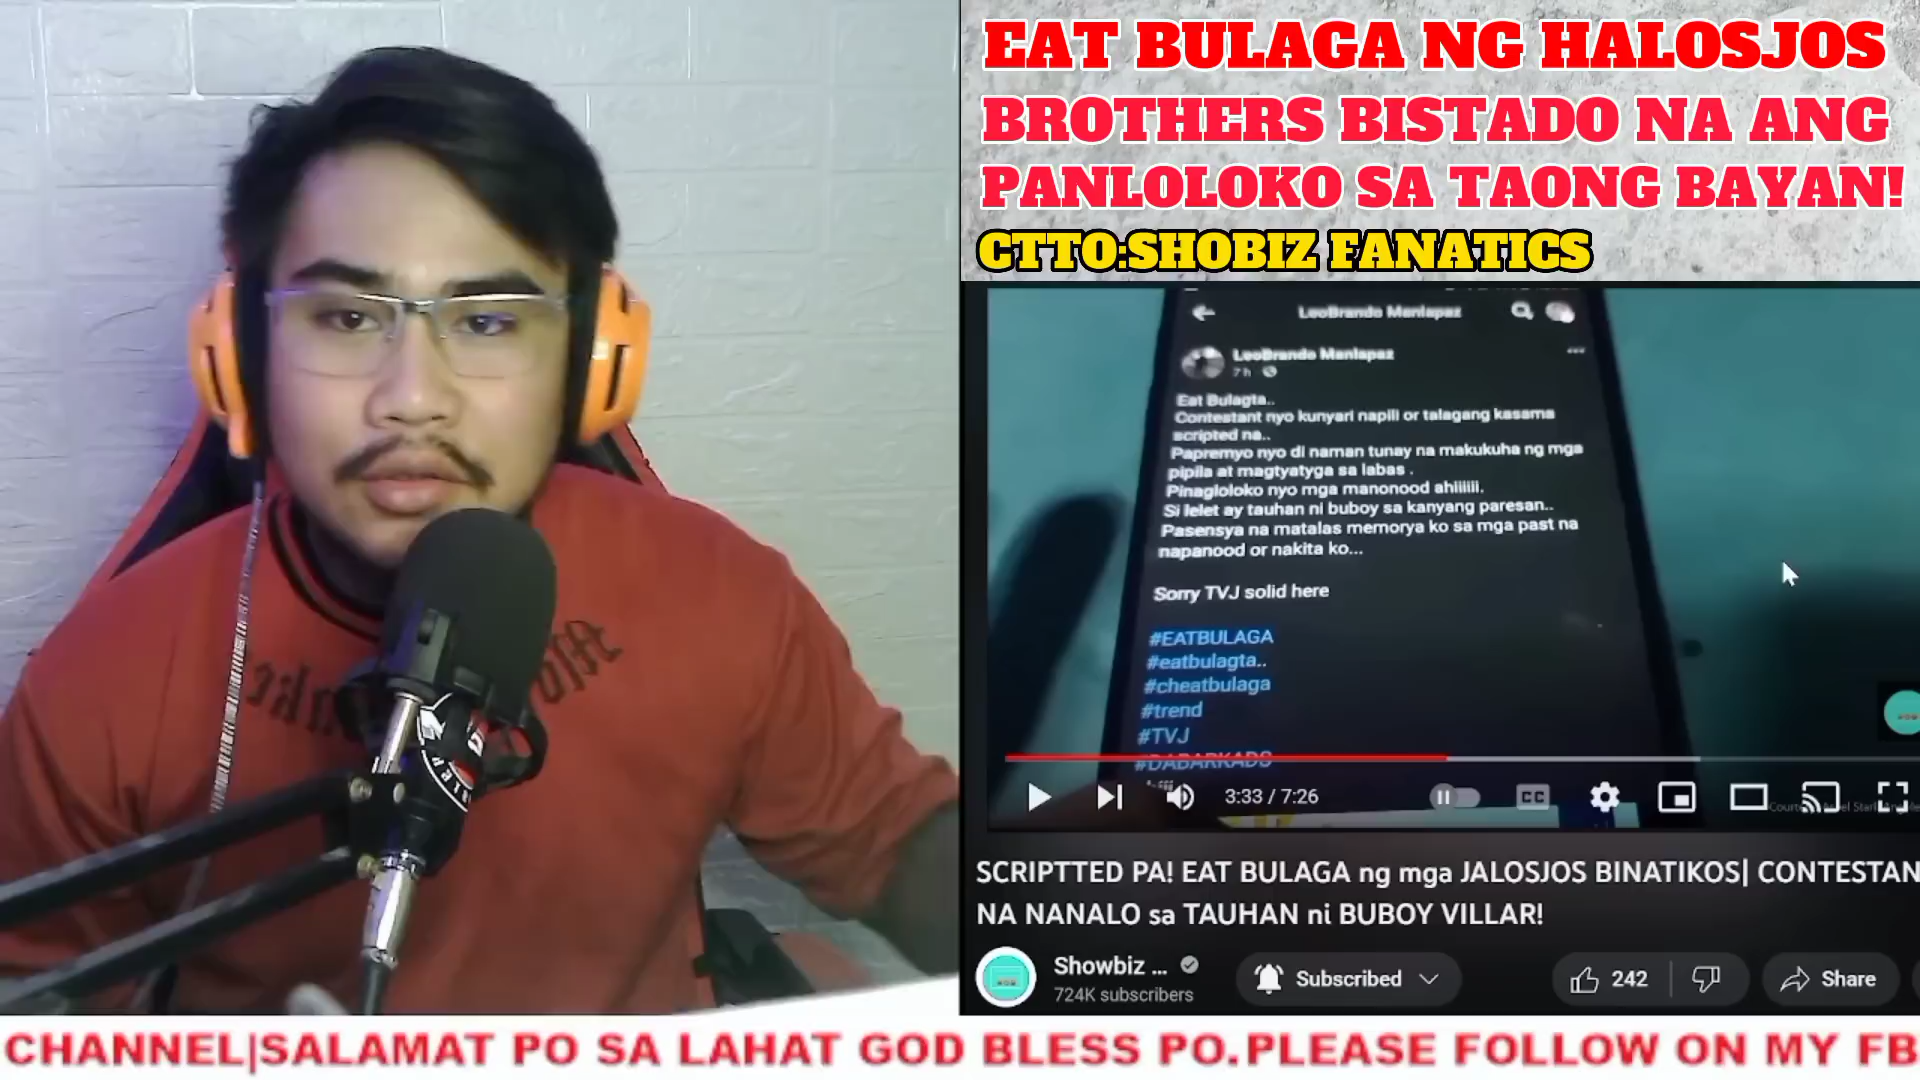 EAT BULAGA NG HALOSJOS
BROTHERS BISTADO NA ANG
PANLOLOKO SA TAONG BAYAN!
CTTO:SHOBIZ FANATICS
LeoBrando Manlapaz
LeoBrando Manlapaz
7h
Eat Bulagta..
Contestant nyo kunyari napili or talagang kasama
scripted na..
Papremyo nyo di naman tunay na makukuha ng mga
pipila at magtyatyga sa labas .
Pinagloloko nyo mga manonood ahiiiiii.
Si lelet ay tauhan ni buboy sa kanyang paresan..
Pasensya na matalas memorya ko sa mga past na
napanood or nakita ko...
Sorry TVJ solid here
#EATBULAGA
#eatbulagta..
#cheatbulaga
#trend
#TVJ
#DABARKADS
3:33 / 7:26
CC
SCRIPTTED PA! EAT BULAGA ng mga JALOSJOS BINATIKOS| CONTESTAN
NA NANALO sa TAUHAN ni BUBOY VILLAR!
Showbiz ...
724K subscribers
Subscribed
242
Share
CHANNEL|SALAMAT PO SA LAHAT GOD BLESS PO.PLEASE FOLLOW ON MY FB